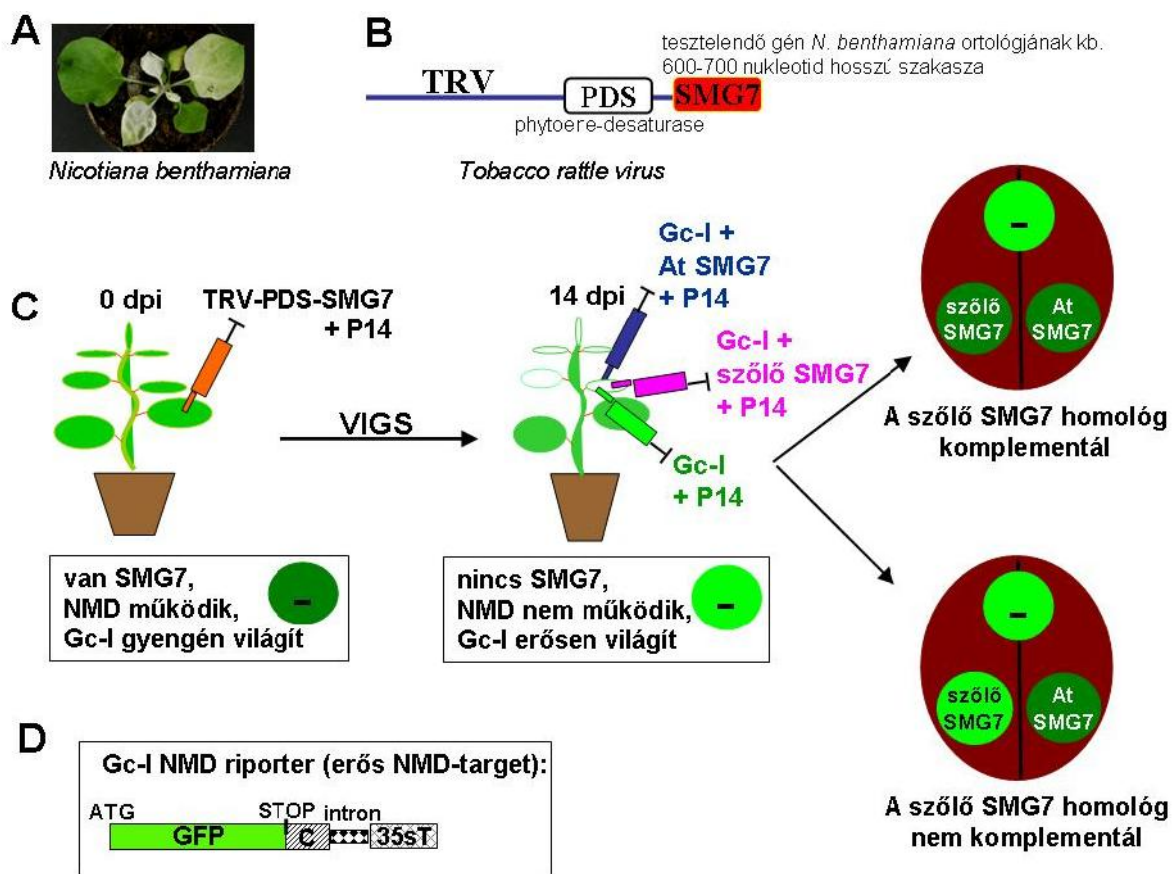 A
Nicotiana benthamiana
B
tesztelendő gén N. benthamiana ortológjának kb.
600-700 nukleotid hosszú szakasza
TRV
PDS
SMG7
phytoene-desaturase
Tobacco rattle virus
C
0 dpi
TRV-PDS-SMG7
+ P14
VIGS
14 dpi
Gc-I +
At SMG7
+ P14
Gc-I +
szőlő SMG7
+ P14
Gc-I
+ P14
van SMG7,
NMD működik,
Gc-I gyengén világít
-
nincs SMG7,
NMD nem működik,
Gc-I erősen világít
-
-
szőlő
SMG7
At
SMG7
A szőlő SMG7 homológ
komplementál
-
szőlő
SMG7
At
SMG7
A szőlő SMG7 homológ
nem komplementál
D
Gc-I NMD riporter (erős NMD-target):
ATG
STOP
intron
GFP
C
35sT